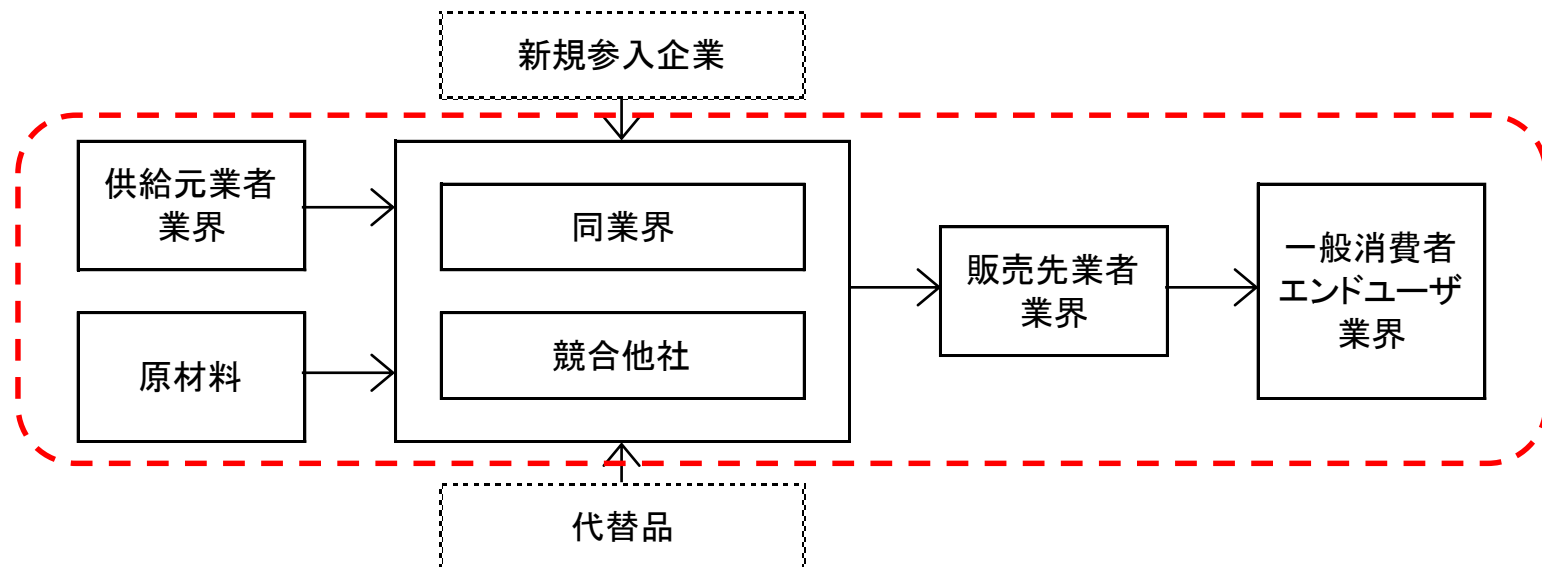 新規参入企業
供給元業者
業界
同業界
原材料
競合他社
販売先業者
業界
一般消費者
エンドユーザ
業界
代替品